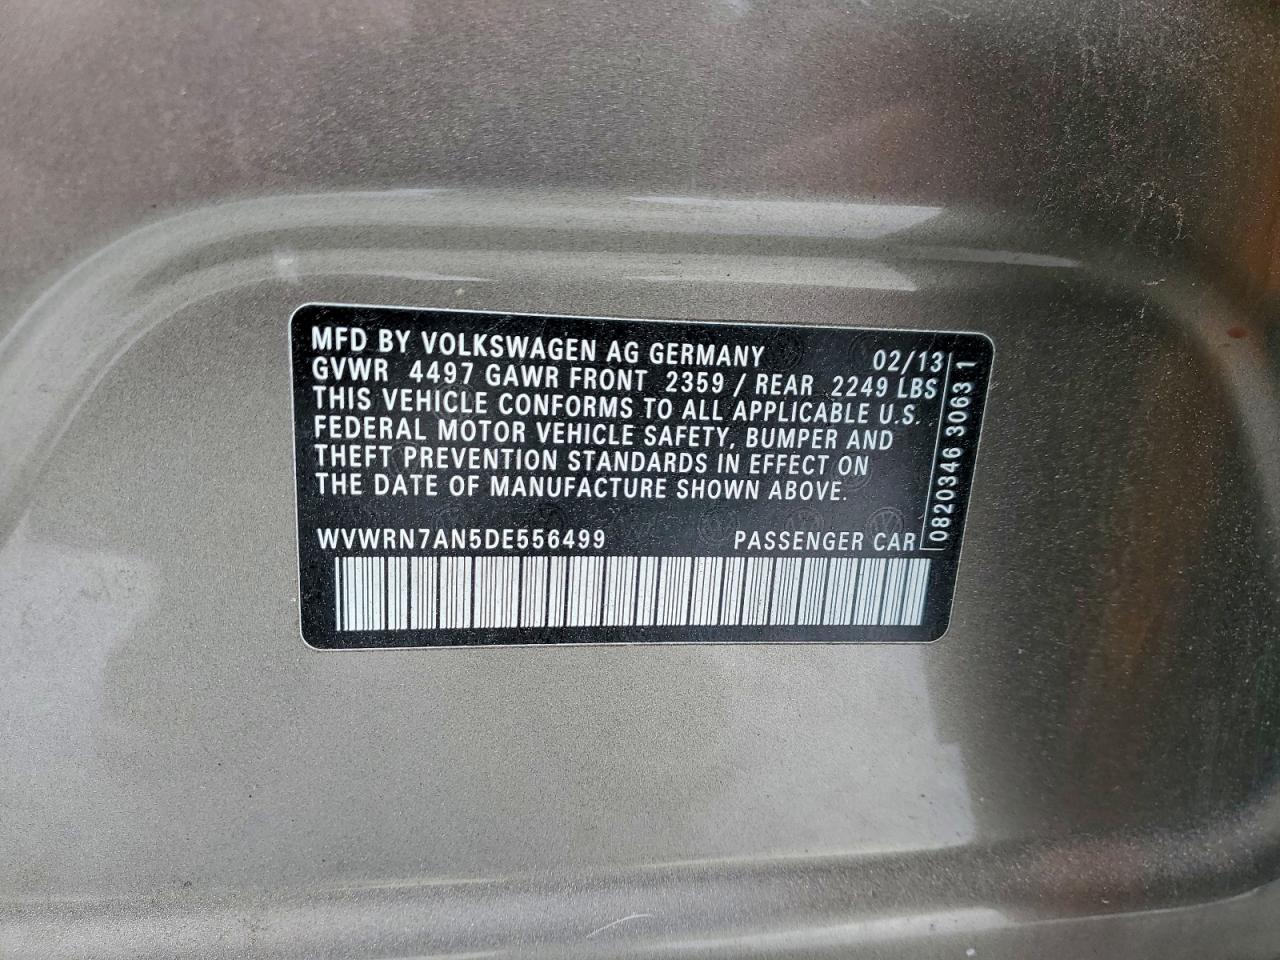 MFD BY VOLKSWAGEN AG GERMANY 02/13
GVWR 4497 GAWR FRONT 2359 / REAR 2249 LBS
THIS VEHICLE CONFORMS TO ALL APPLICABLE U.S.
FEDERAL MOTOR VEHICLE SAFETY, BUMPER AND
THEFT PREVENTION STANDARDS IN EFFECT ON
THE DATE OF MANUFACTURE SHOWN ABOVE.
WVWRN7AN5DE556499 PASSENGER CAR
0820346 3063 1